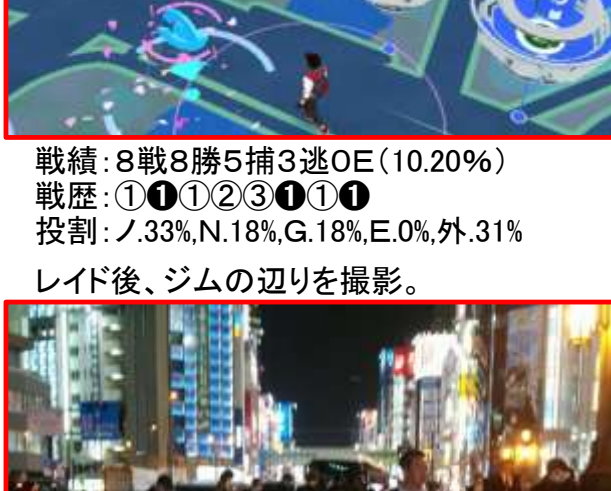 戦績:8戦8勝5捕3逃0E(10.20%)
戦歴:①❶①②③❶①❶
投割:ノ.33%,N.18%,G.18%,E.0%,外.31%
レイド後、ジムの辺りを撮影。